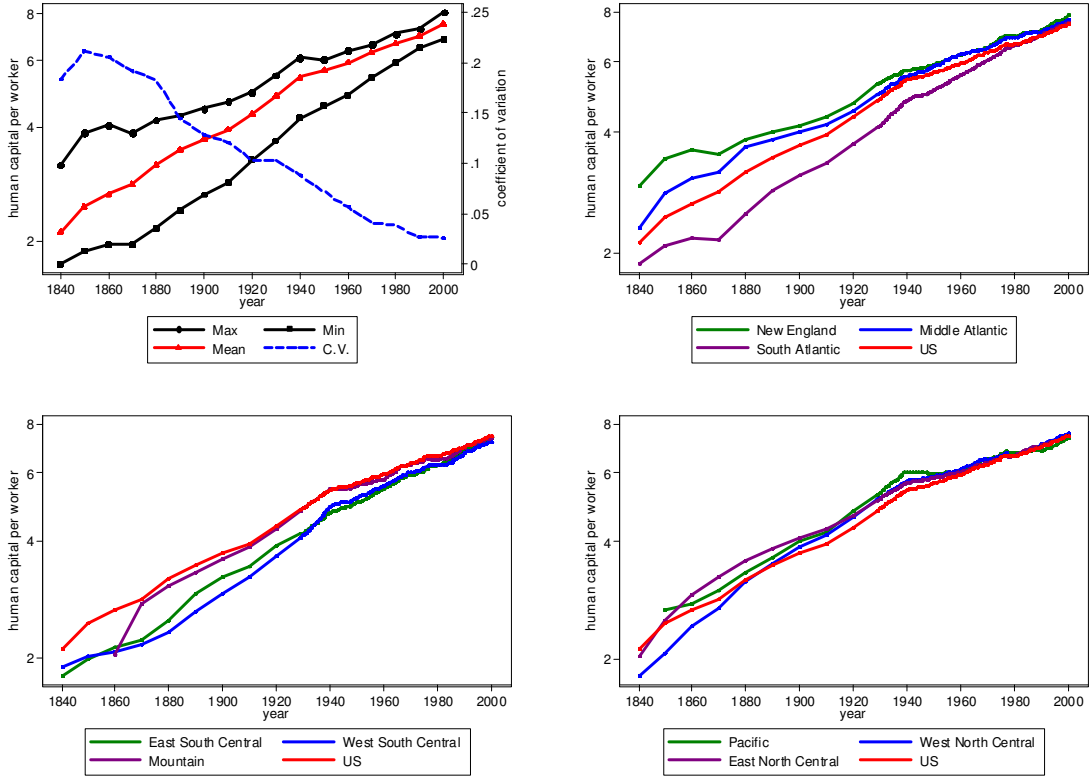 human capital per worker
8
6
4
2
.25
.2
.15
.1
.05
0
coefficient of variation
1840 1860 1880 1900 1920 1940 1960 1980 2000
year
Max Min
Mean C.V.
human capital per worker
8
6
4
2
1840 1860 1880 1900 1920 1940 1960 1980 2000
year
New England Middle Atlantic
South Atlantic US
human capital per worker
8
6
4
2
1840 1860 1880 1900 1920 1940 1960 1980 2000
year
East South Central West South Central
Mountain US
human capital per worker
8
6
4
2
1840 1860 1880 1900 1920 1940 1960 1980 2000
year
Pacific West North Central
East North Central US